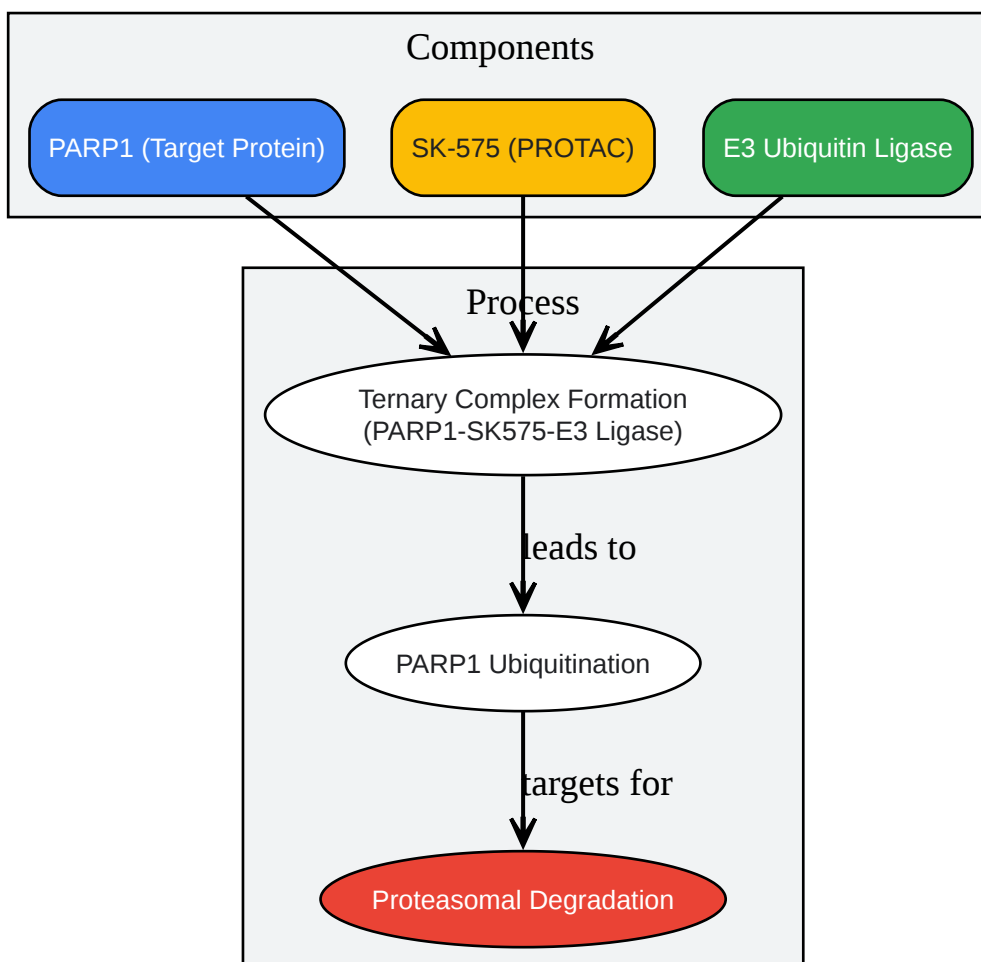 Components
PARP1 (Target Protein)
SK-575 (PROTAC)
E3 Ubiquitin Ligase
Process
Ternary Complex Formation
(PARP1-SK575-E3 Ligase)
leads to
PARP1 Ubiquitination
targets for
Proteasomal Degradation